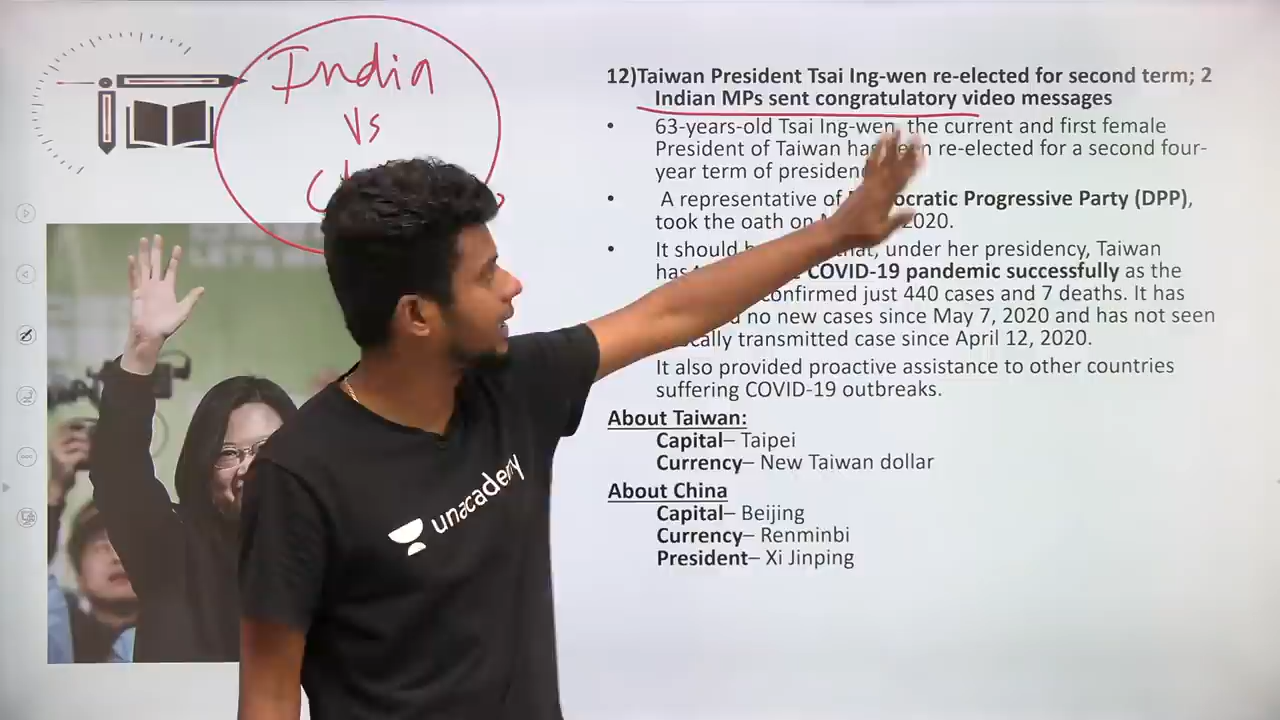 India
Vs
12)Taiwan President Tsai Ing-wen re-elected for second term; 2
Indian MPs sent congratulatory video messages
• 63-years-old Tsai Ing-wen, the current and first female
President of Taiwan has been re-elected for a second four-
year term of
• A representative of Progressive Party (DPP),
took the oath on 2020.
• It should under her presidency, Taiwan
has COVID-19 pandemic successfully as the
confirmed just 440 cases and 7 deaths. It has
no new cases since May 7, 2020 and has not seen
transmitted case since April 12, 2020.
It also provided proactive assistance to other countries
suffering COVID-19 outbreaks.
About Taiwan:
Capital– Taipei
Currency– New Taiwan dollar
About China
Capital– Beijing
Currency– Renminbi
President– Xi Jinping
unacademy